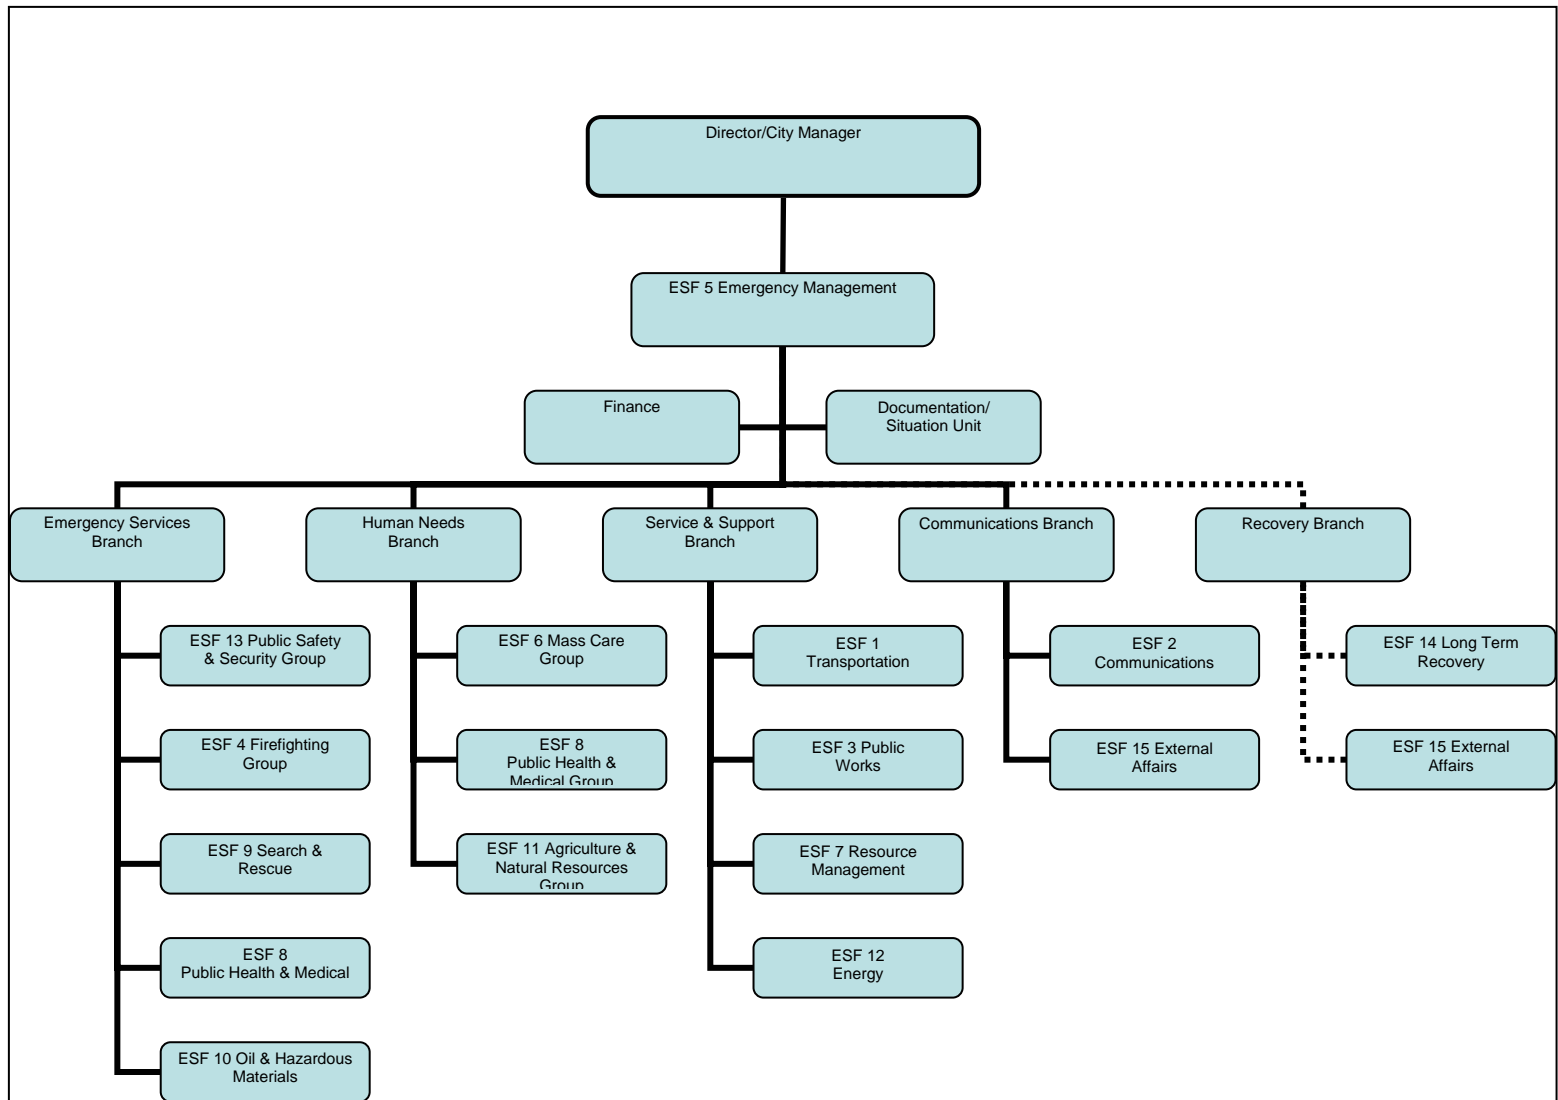 Director/City Manager
ESF 5 Emergency Management
Finance
Documentation/
Situation Unit
Emergency Services
Branch
Human Needs
Branch
Service & Support
Branch
Communications Branch
Recovery Branch
ESF 13 Public Safety
& Security Group
ESF 6 Mass Care
Group
ESF 1
Transportation
ESF 2
Communications
ESF 14 Long Term
Recovery
ESF 4 Firefighting
Group
ESF 8
Public Health &
Medical Group
ESF 3 Public
Works
ESF 15 External
Affairs
ESF 15 External
Affairs
ESF 9 Search &
Rescue
ESF 11 Agriculture &
Natural Resources
Group
ESF 7 Resource
Management
ESF 8
Public Health & Medical
ESF 12
Energy
ESF 10 Oil & Hazardous
Materials